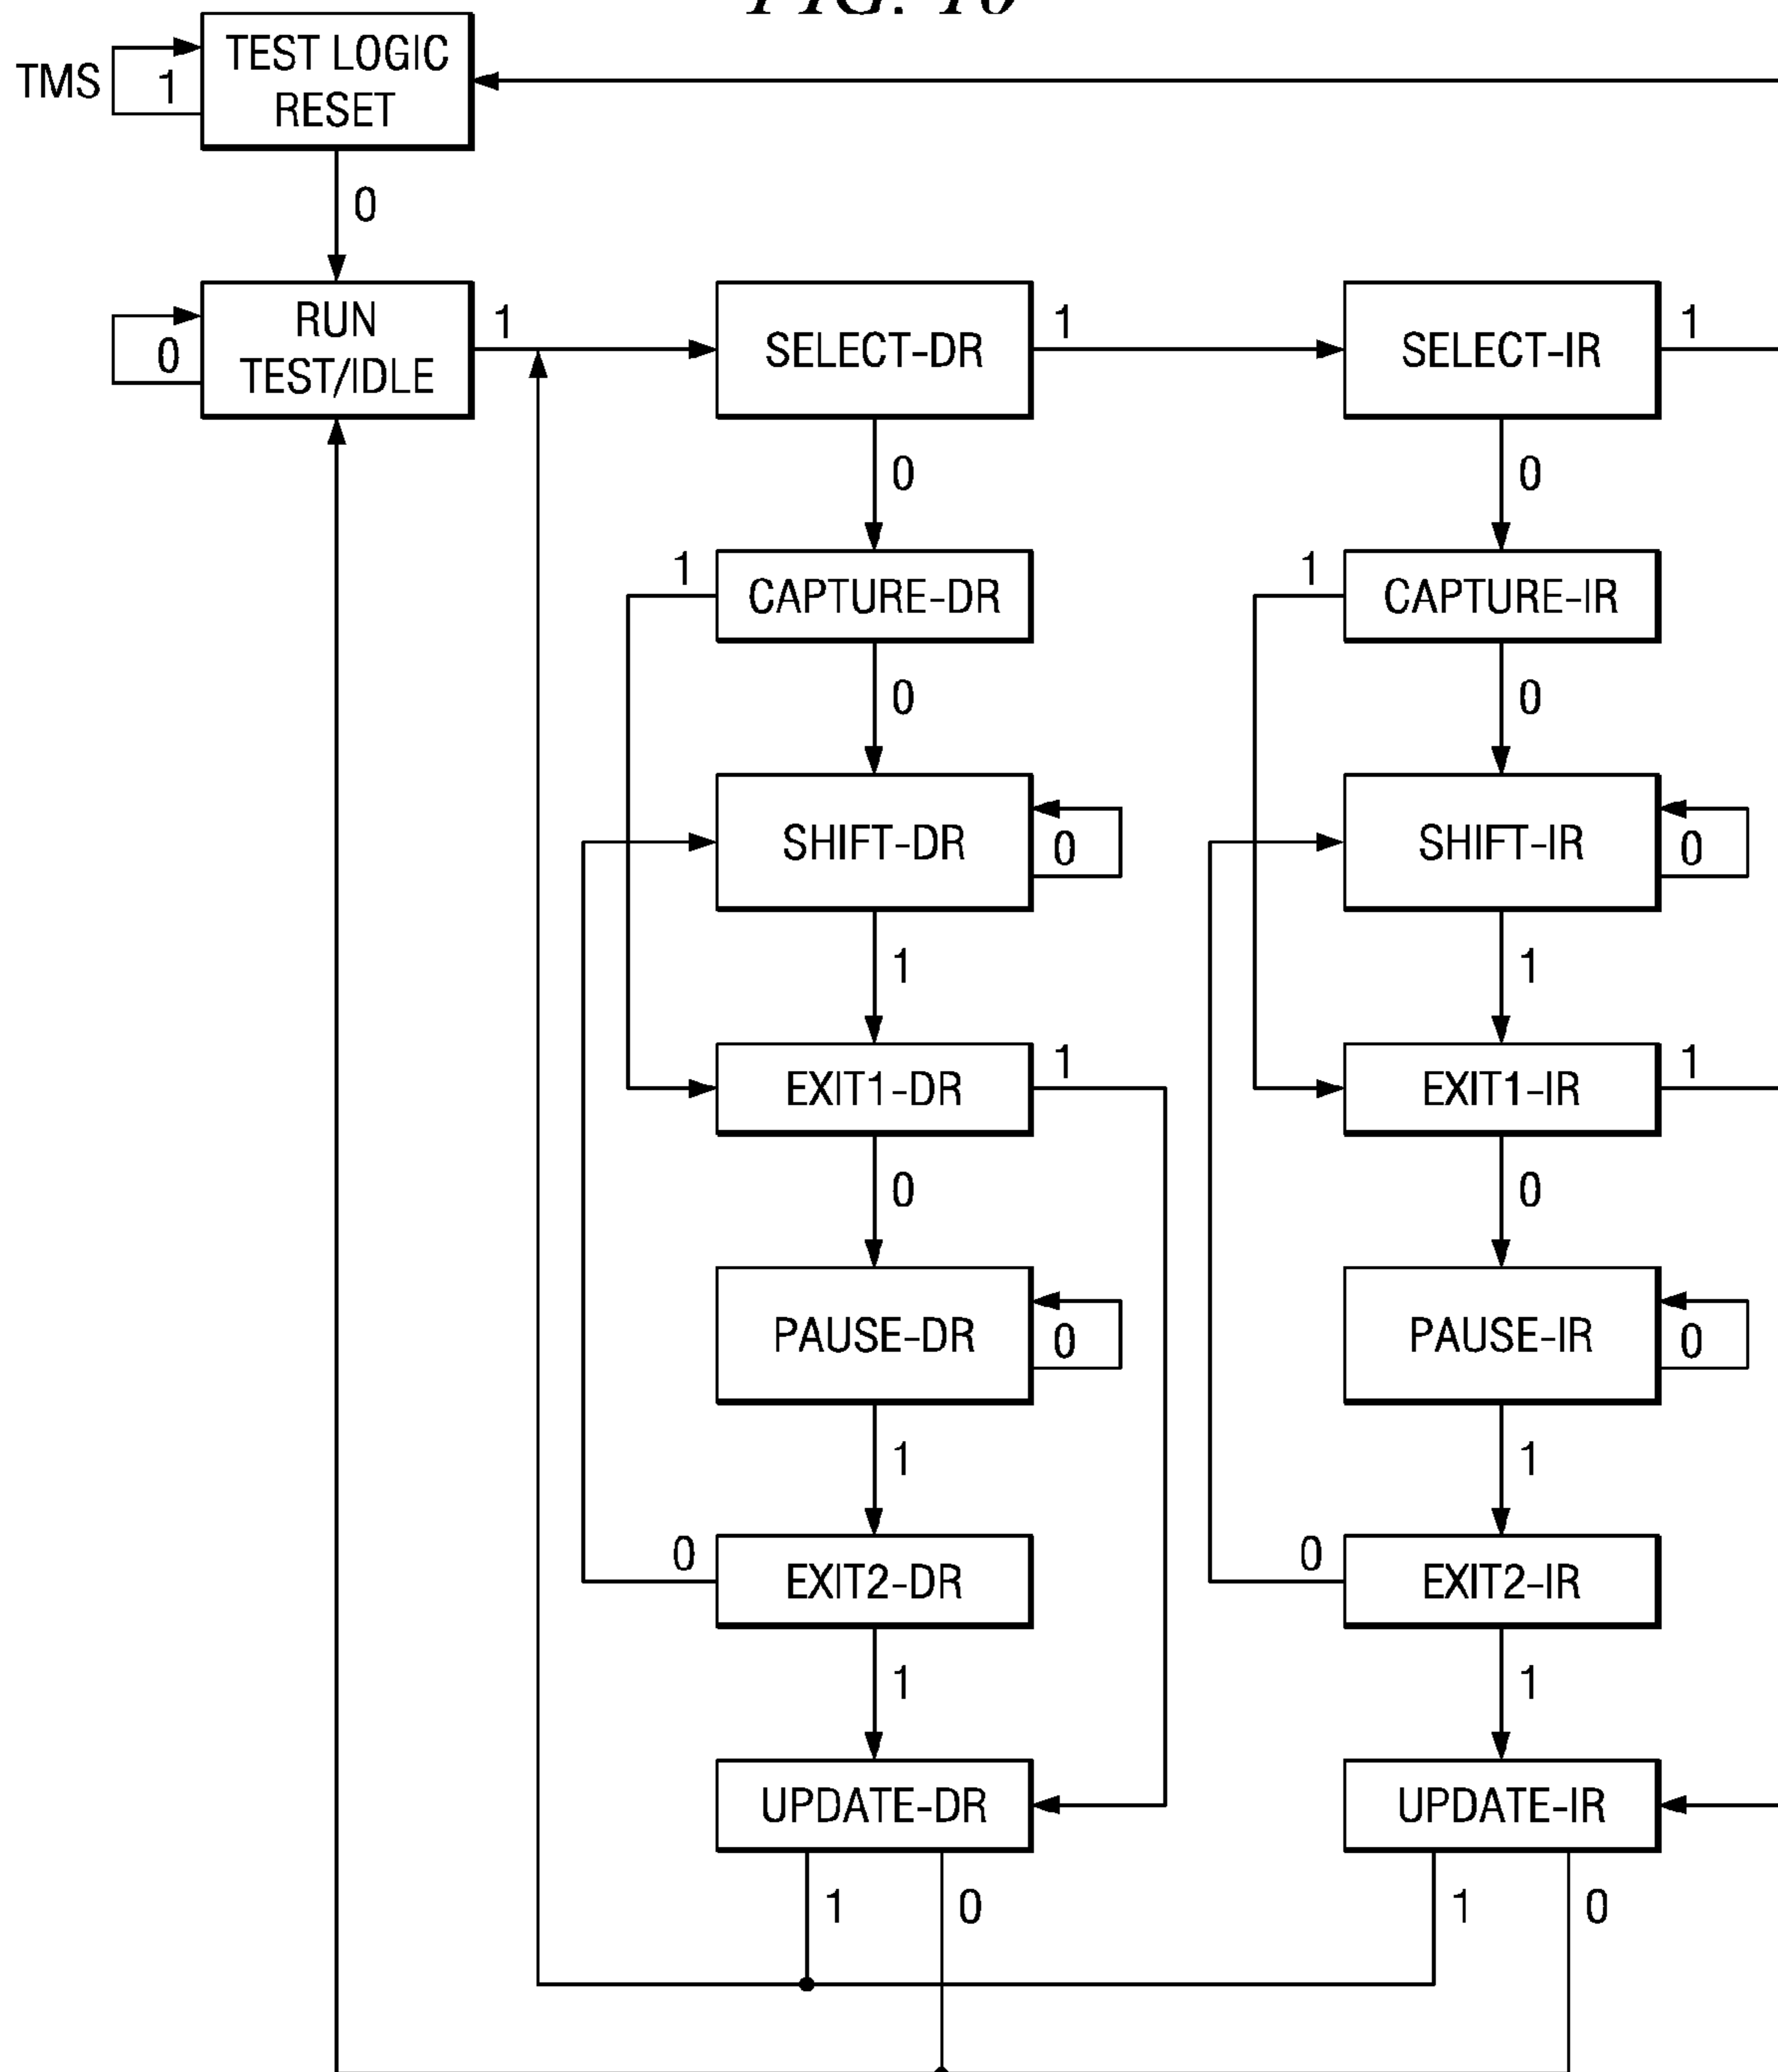 TEST LOGIC
RESET
TMS
1
0
RUN
TEST/IDLE
0
1
SELECT-DR
1
SELECT-IR
1
0
0
1
CAPTURE-DR
1
CAPTURE-IR
0
0
SHIFT-DR
0
SHIFT-IR
0
1
1
EXIT1-DR
1
EXIT1-IR
1
0
0
PAUSE-DR
0
PAUSE-IR
0
1
1
0
EXIT2-DR
0
EXIT2-IR
1
1
UPDATE-DR
UPDATE-IR
1
0
1
0